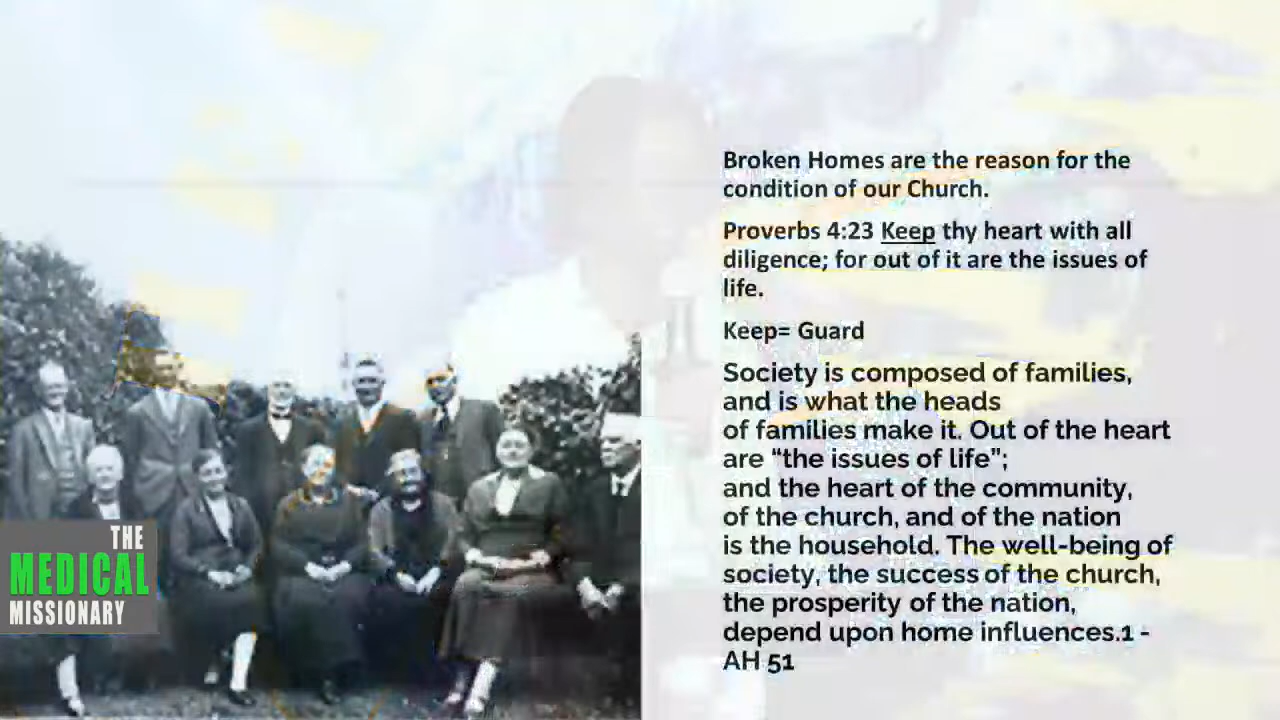 Broken Homes are the reason for the
condition of our Church.
Proverbs 4:23 Keep thy heart with all
diligence; for out of it are the issues of
life.
Keep= Guard
Society is composed of families,
and is what the heads
of families make it. Out of the heart
are “the issues of life”;
and the heart of the community,
of the church, and of the nation
is the household. The well-being of
society, the success of the church,
the prosperity of the nation,
depend upon home influences.1 -
AH 51
THE
MEDICAL
MISSIONARY